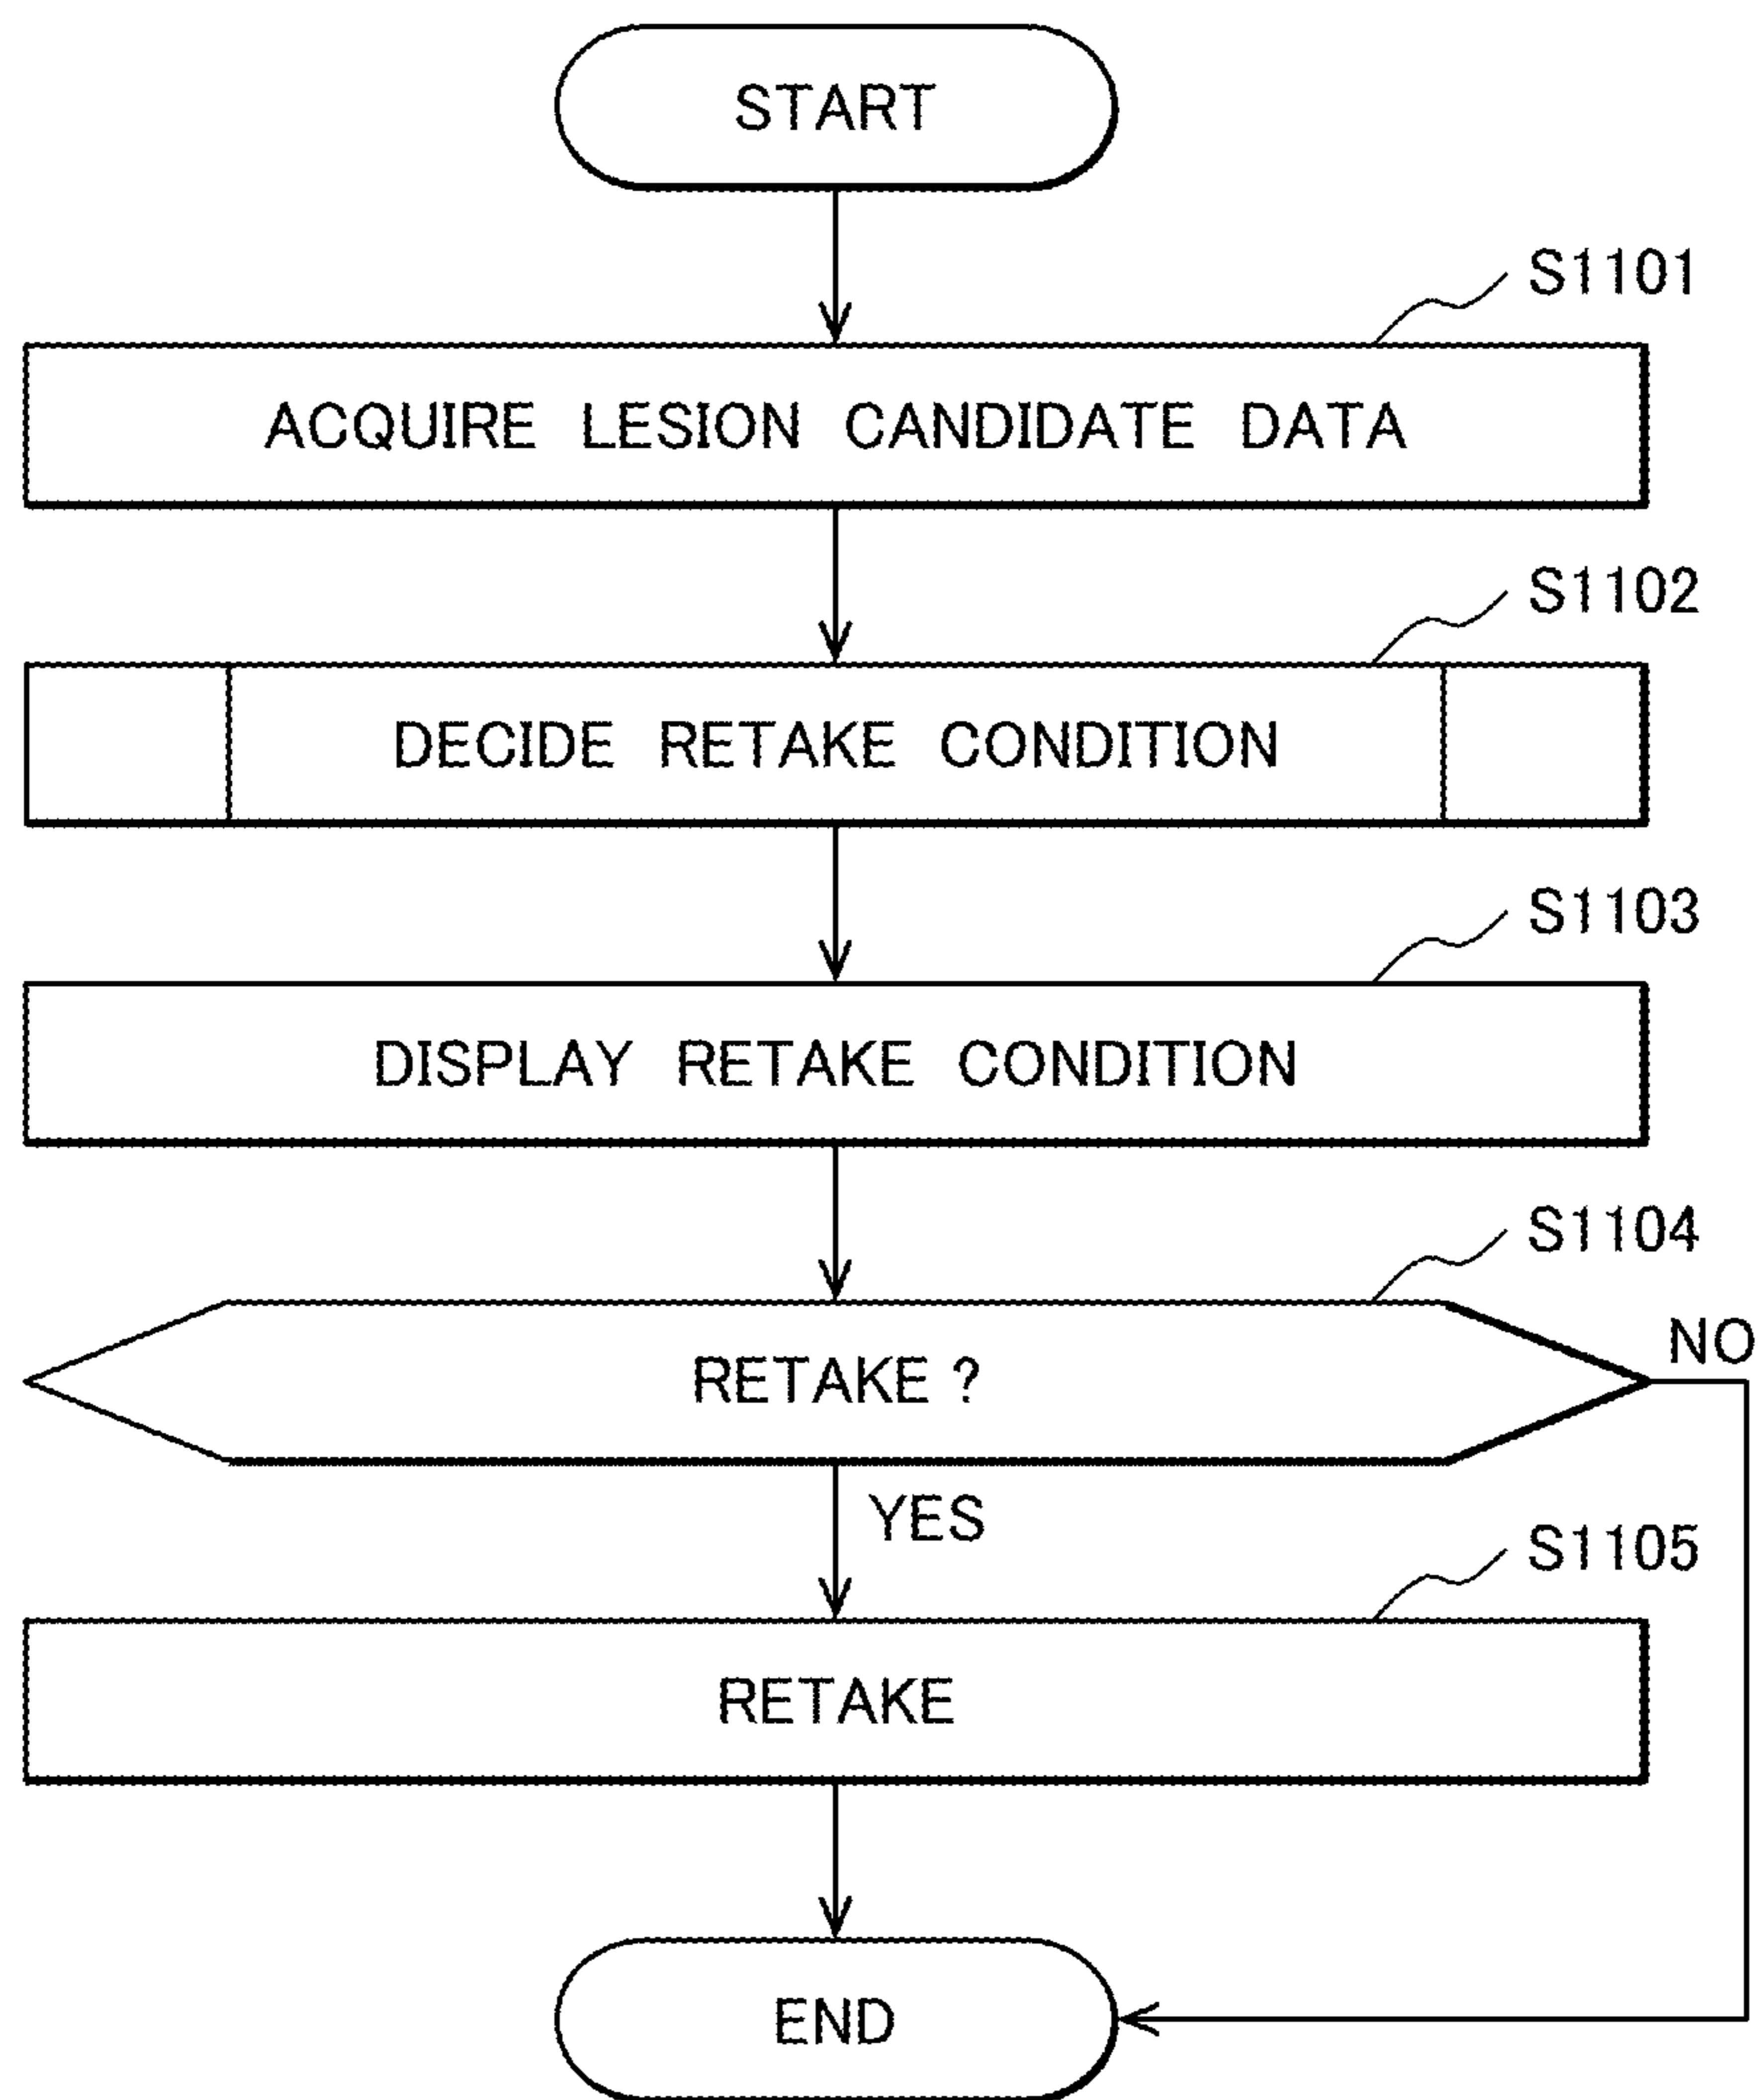 START
S1101
ACQUIRE LESION CANDIDATE DATA
S1102
DECIDE RETAKE CONDITION
S1103
DISPLAY RETAKE CONDITION
S1104
RETAKE ?
NO
YES
S1105
RETAKE
END